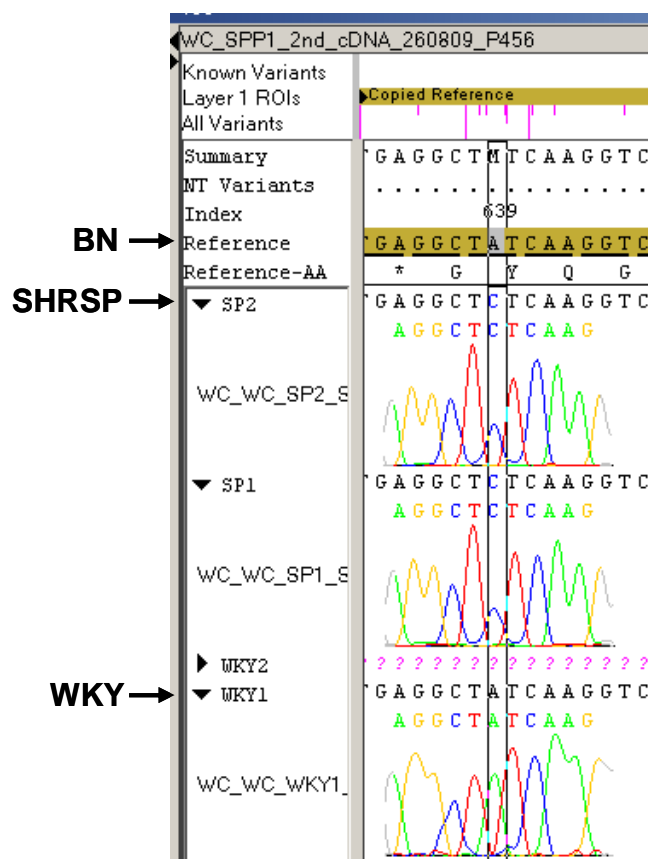 WC_SPP1_2nd_cDNA_260809_P456
Known Variants
Layer 1 ROIs Copied Reference
All Variants
Summary TGAGGCTMTCAAGGTC
NT Variants . . . . . . . . . . . . . .
Index 639
BN Reference TGAGGCTATCAAGGTC
Reference-AA * G Y Q G
SHRSP SP2 TGAGGCTCTCAAGGTC
AGGCTCTCAAG
WC_WC_SP2_S
SP1 TGAGGCTCTCAAGGTC
AGGCTCTCAAG
WC_WC_SP1_S
WKY2 ? ? ? ? ? ? ? ? ? ? ? ? ? ? ?
WKY WKY1 TGAGGCTATCAAGGTC
AGGCTATCAAG
WC_WC_WKY1_